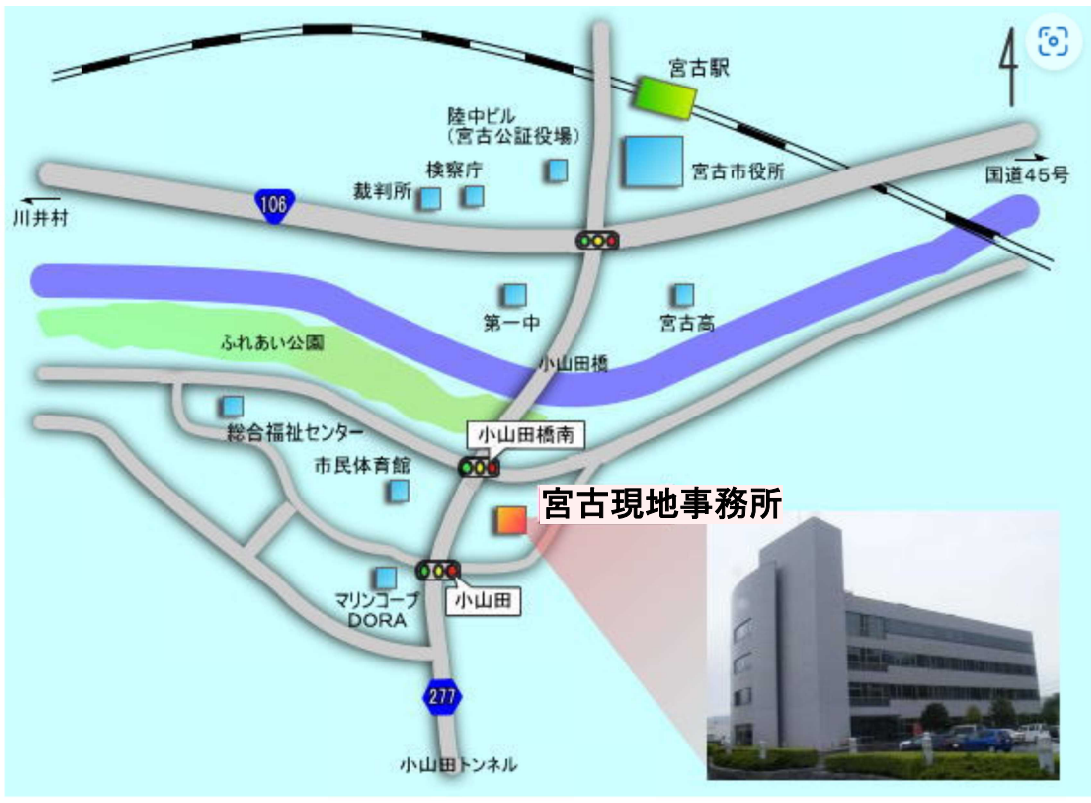 宮古駅
陸中ビル
(宮古公証役場)
検察庁
裁判所
宮古市役所
国道45号
106
川井村
第一中
宮古高
ふれあい公園
小山田橋
総合福祉センター
小山田橋南
市民体育館
宮古現地事務所
マリンコープ
DORA
小山田
277
小山田トンネル